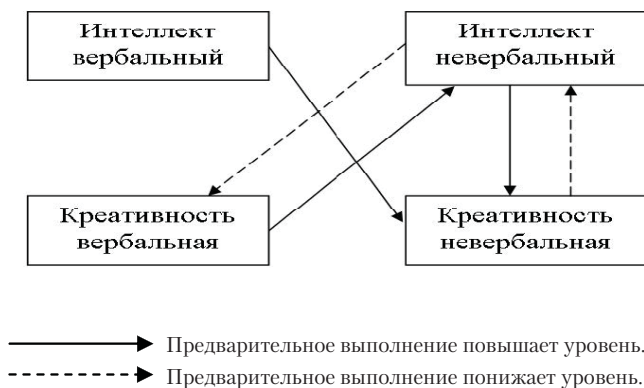 Интеллект
вербальный
Интеллект
невербальный
Креативность
вербальная
Креативность
невербальная
Предварительное выполнение повышает уровень.
Предварительное выполнение понижает уровень.